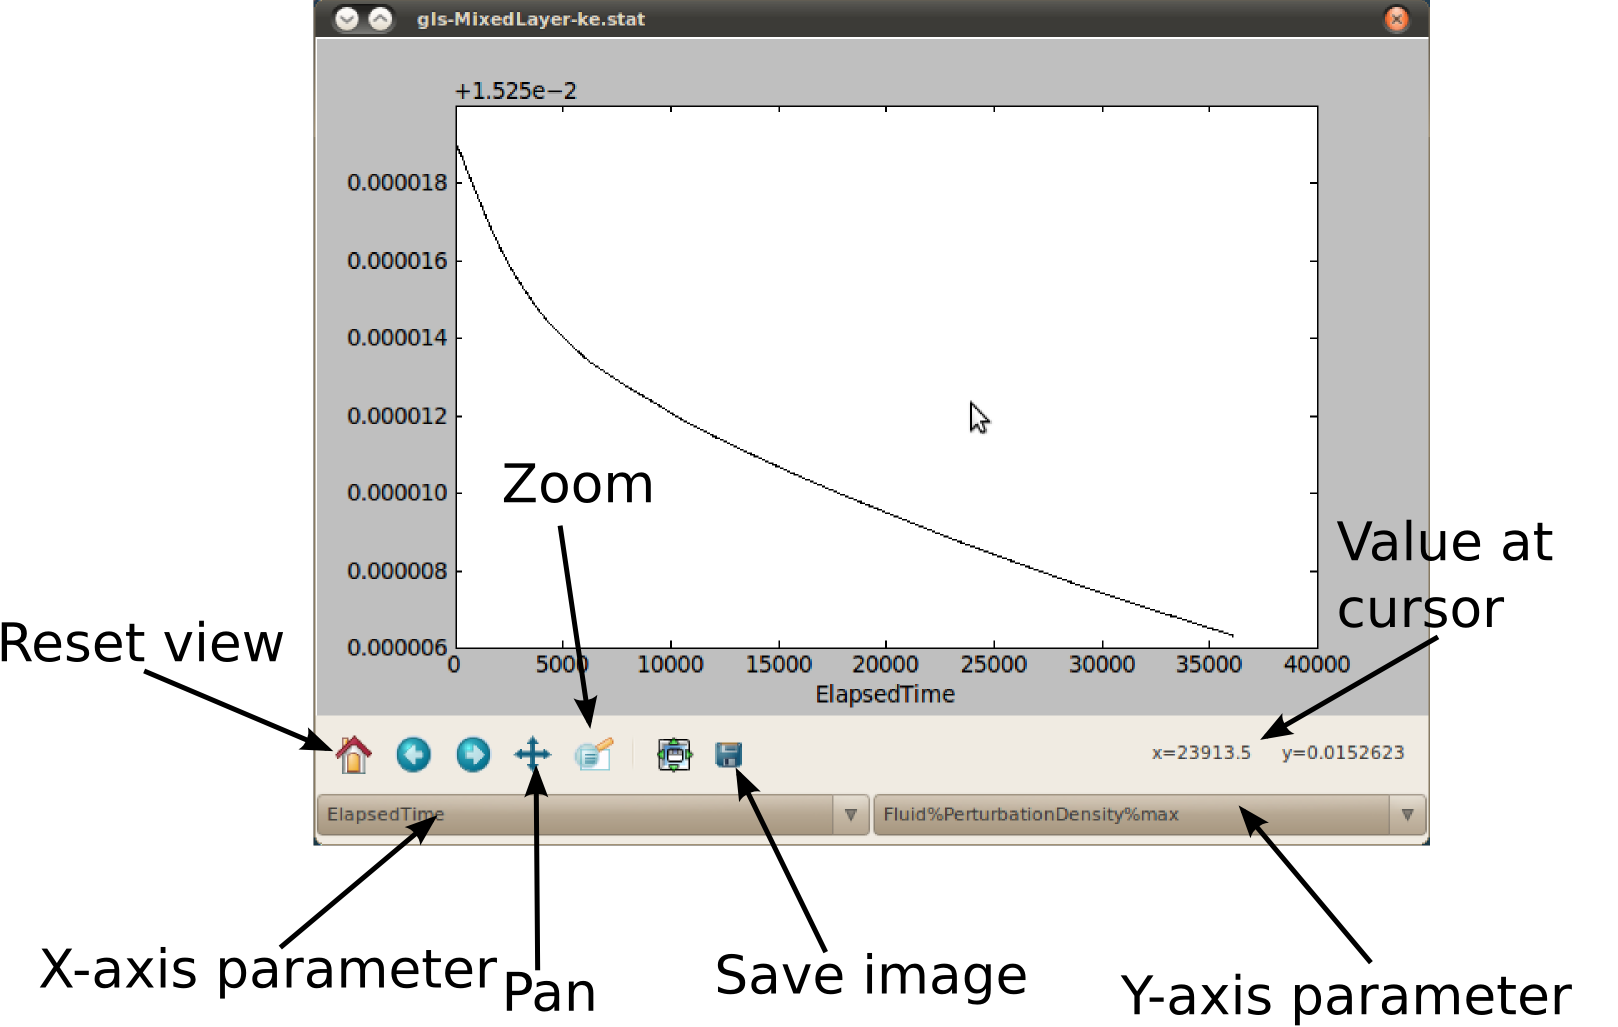 gls-MixedLayer-ke.stat
+1.525e−2
0.000018
0.000016
0.000014
0.000012
0.000010
0.000008
0.000006
0 5000 10000 15000 20000 25000 30000 35000 40000
ElapsedTime
Zoom
Value at
cursor
Reset view
x=23913.5 y=0.0152623
ElapsedTime
Fluid%PerturbationDensity%max
X-axis parameter
Pan
Save image
Y-axis parameter